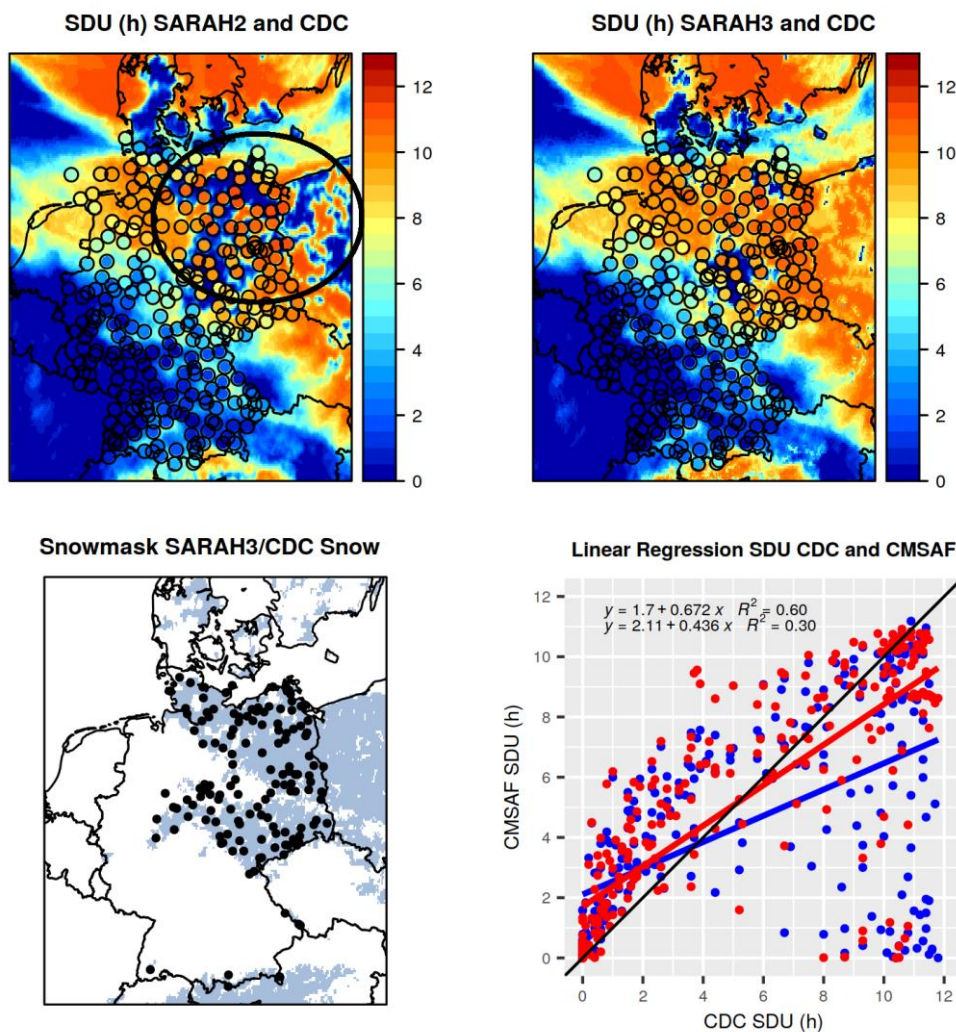 SDU (h) SARAH2 and CDC
12
10
8
6
4
2
0
SDU (h) SARAH3 and CDC
12
10
8
6
4
2
0
Snowmask SARAH3/CDC Snow
Linear Regression SDU CDC and CMSAF
y = 1.7 + 0.672 x R² = 0.60
y = 2.11 + 0.436 x R² = 0.30
CMSAF SDU (h)
12
10
8
6
4
2
0
0 2 4 6 8 10 12
CDC SDU (h)